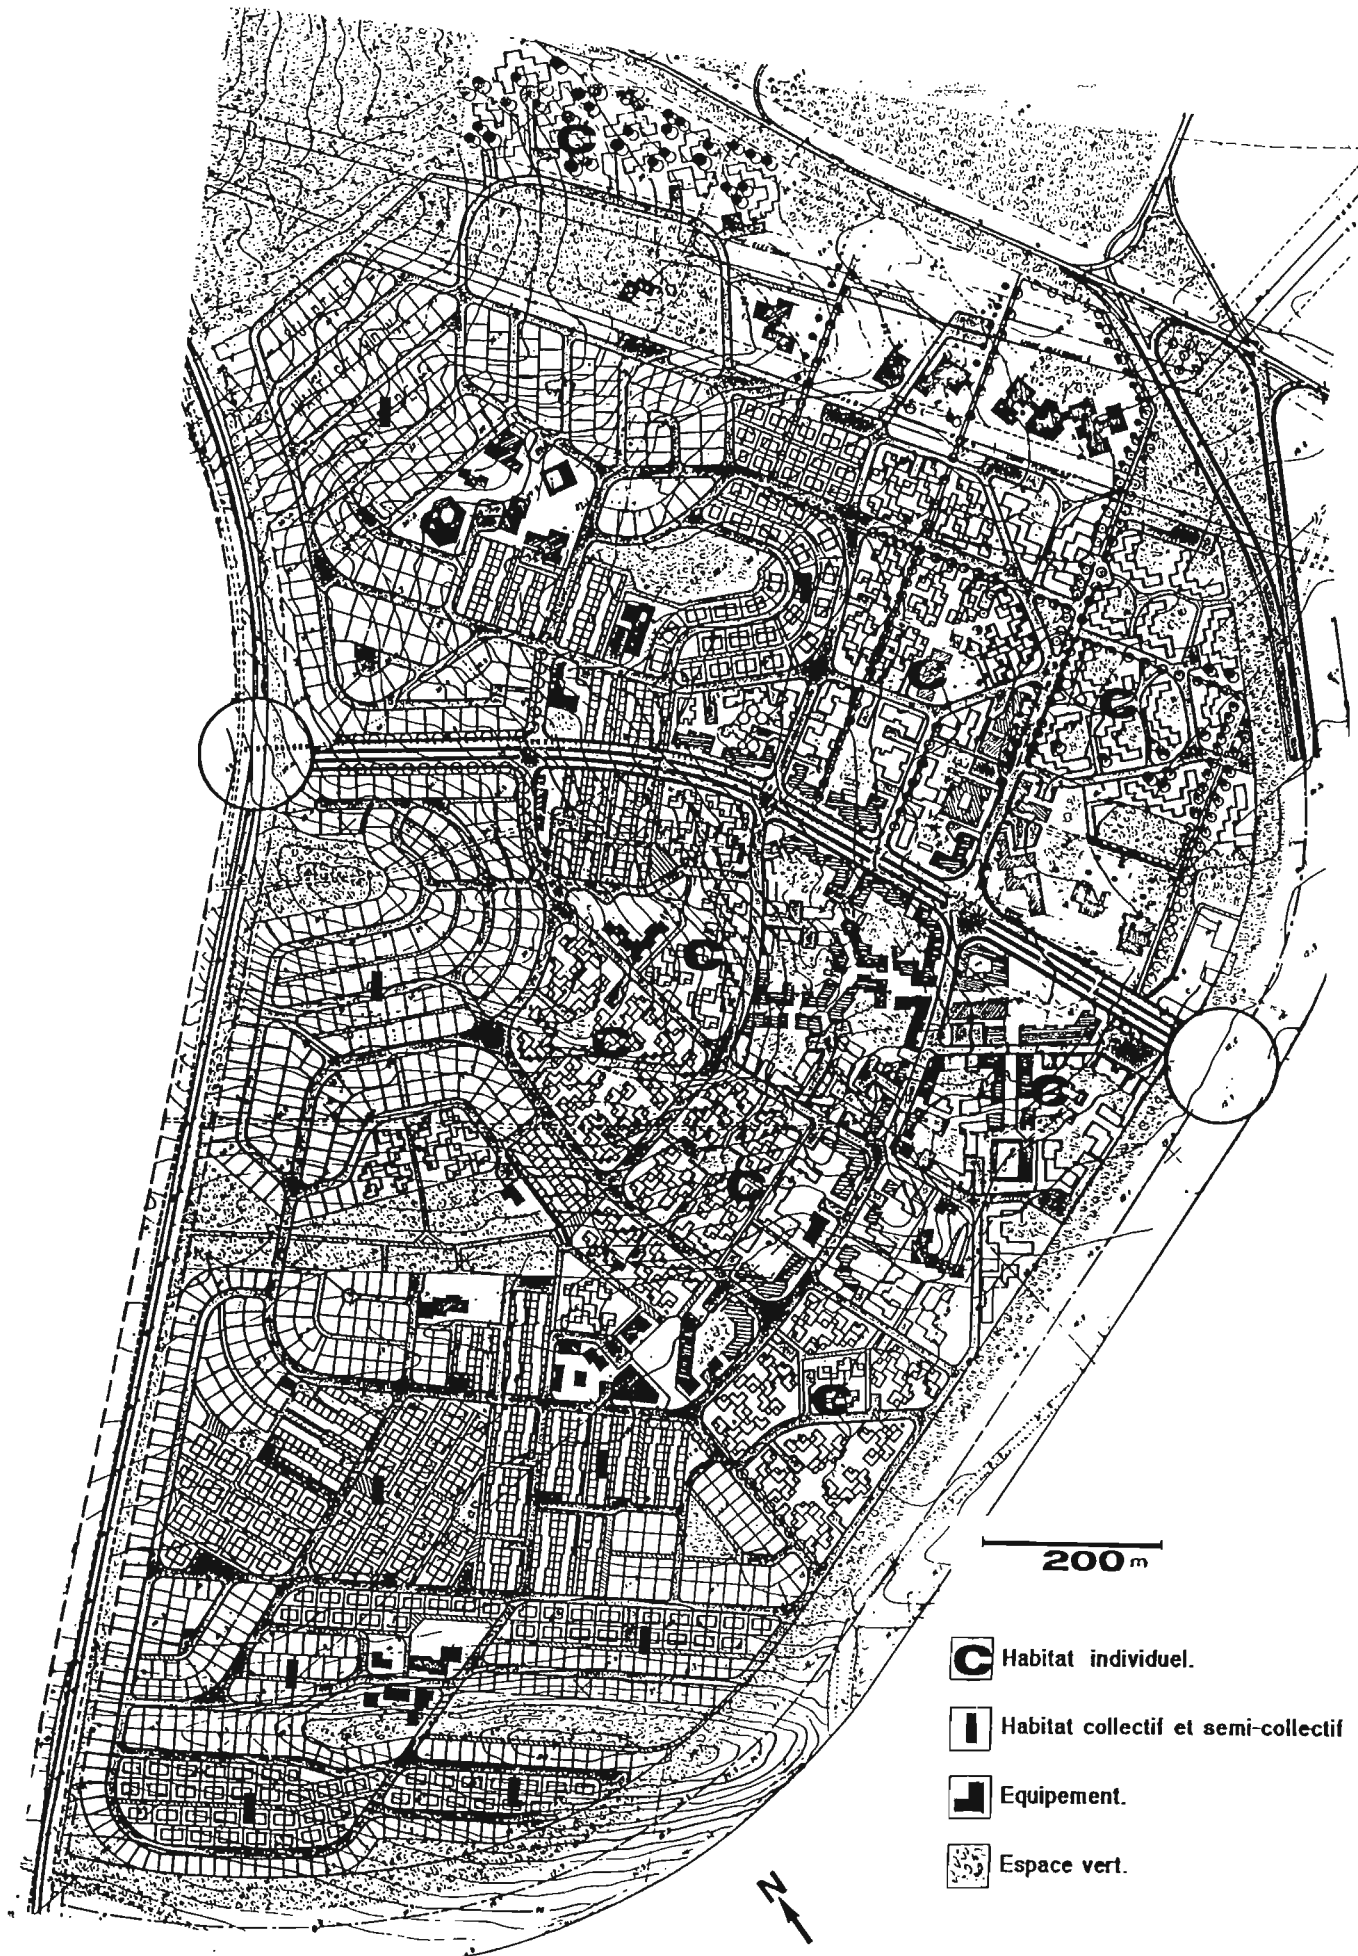 200 m
C Habitat individuel.
I Habitat collectif et semi-collectif
Equipement.
Espace vert.
N
C
C
C
C
C
C
C
C